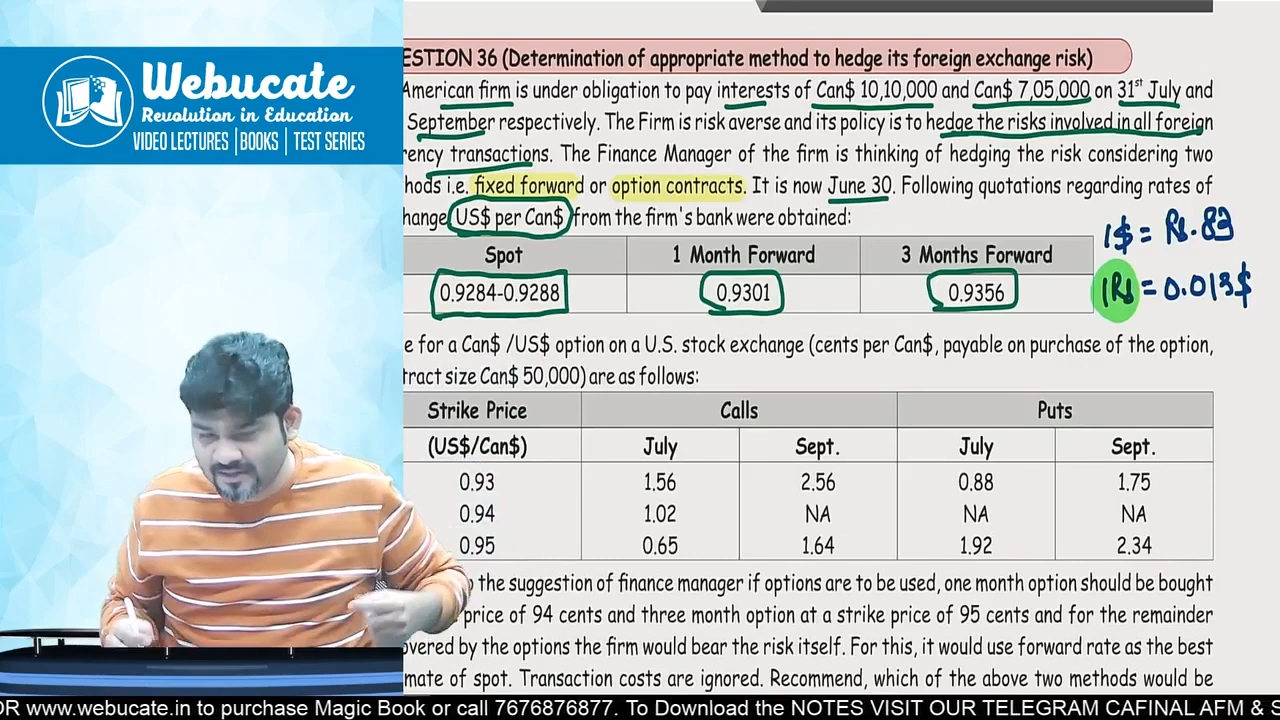 Webucate
Revolution in Education
VIDEO LECTURES | BOOKS | TEST SERIES
ESTION 36 (Determination of appropriate method to hedge its foreign exchange risk)
American firm is under obligation to pay interests of Can$ 10,10,000 and Can$ 7,05,000 on 31st July and
September respectively. The Firm is risk averse and its policy is to hedge the risks involved in all foreign
ency transactions. The Finance Manager of the firm is thinking of hedging the risk considering two
hods i.e. fixed forward or option contracts. It is now June 30. Following quotations regarding rates of
hange US$ per Can$ from the firm's bank were obtained:
1$ = Rs.83
Spot 1 Month Forward 3 Months Forward
1Rs = 0.013$
0.9284-0.9288 0.9301 0.9356
e for a Can$ /US$ option on a U.S. stock exchange (cents per Can$, payable on purchase of the option,
tract size Can$ 50,000) are as follows:
Strike Price Calls Puts
(US$/Can$) July Sept. July Sept.
0.93 1.56 2.56 0.88 1.75
0.94 1.02 NA NA NA
0.95 0.65 1.64 1.92 2.34
the suggestion of finance manager if options are to be used, one month option should be bought
price of 94 cents and three month option at a strike price of 95 cents and for the remainder
overed by the options the firm would bear the risk itself. For this, it would use forward rate as the best
mate of spot. Transaction costs are ignored. Recommend, which of the above two methods would be
OR www.webucate.in to purchase Magic Book or call 7676876877. To Download the NOTES VISIT OUR TELEGRAM CAFINAL AFM & S